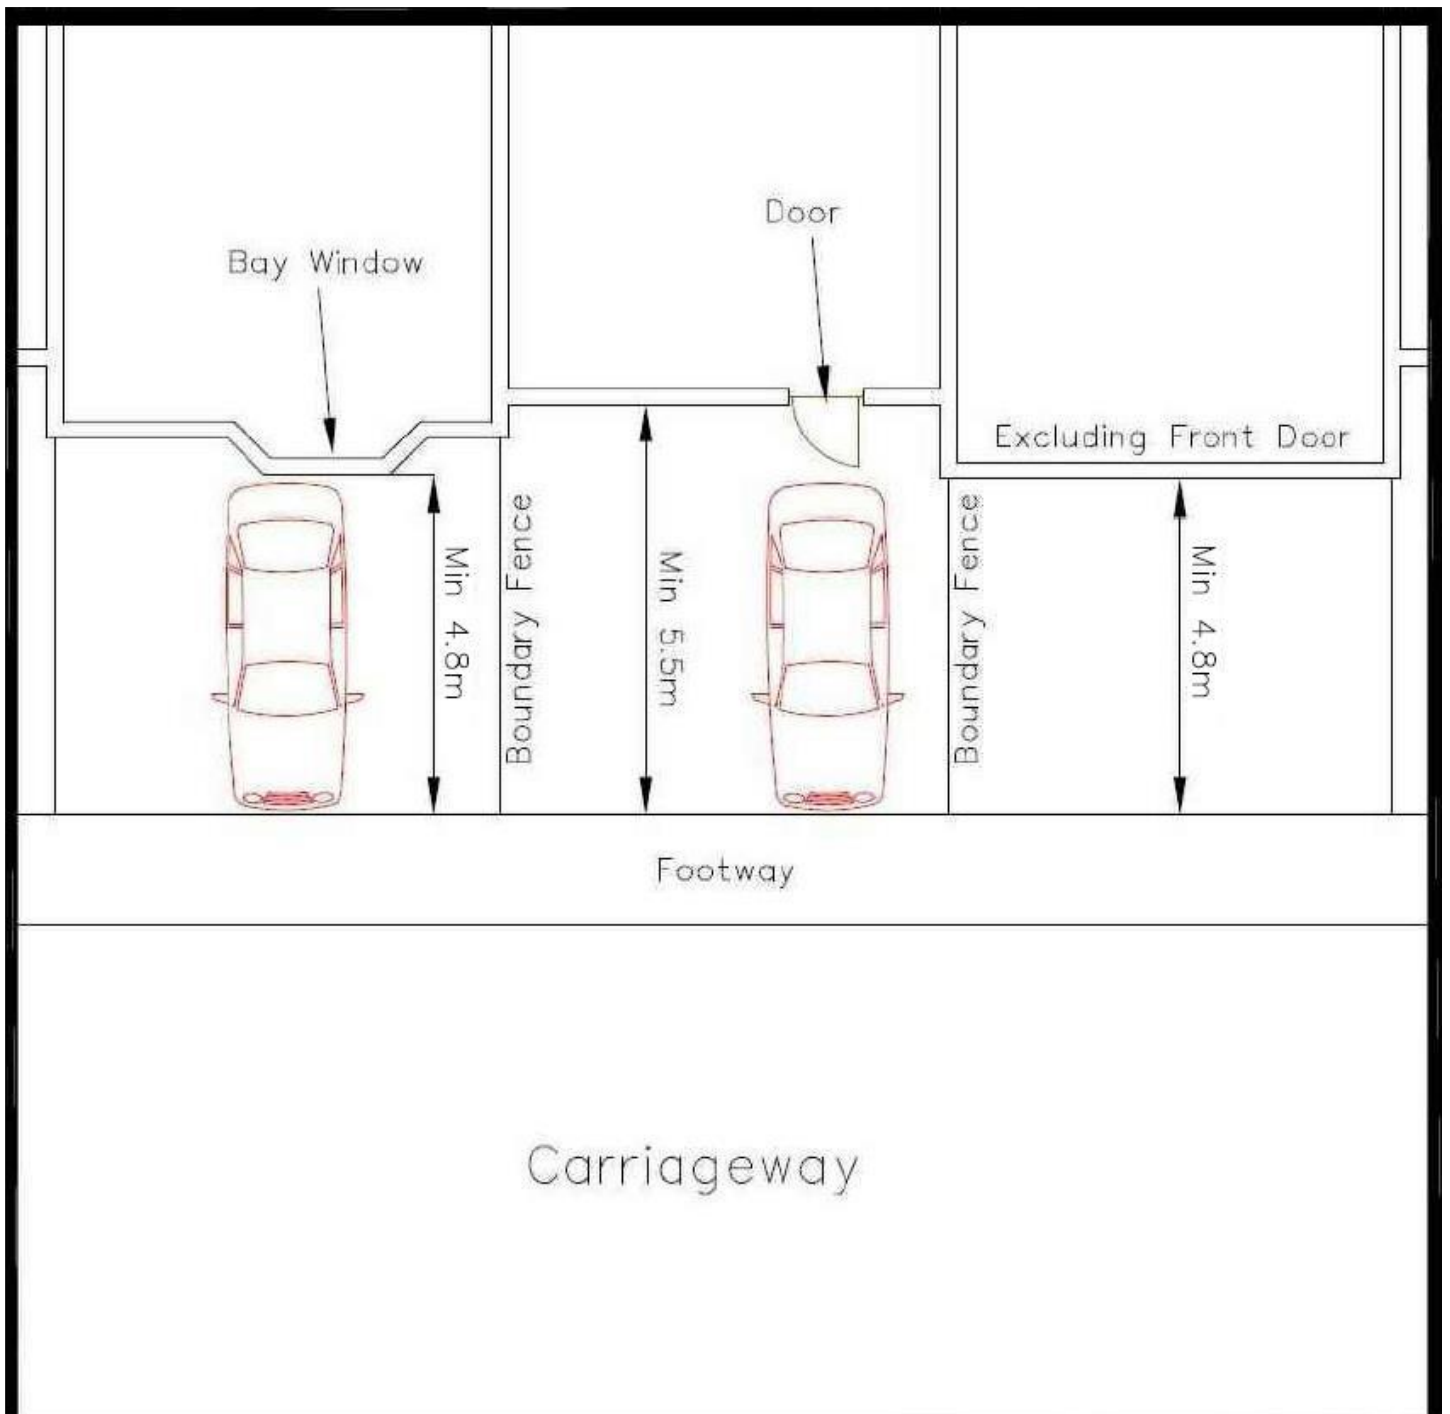 Door
Bay Window
Excluding Front Door
Min 4.8m
Boundary Fence
Min 5.5m
Boundary Fence
Min 4.8m
Footway
Carriageway